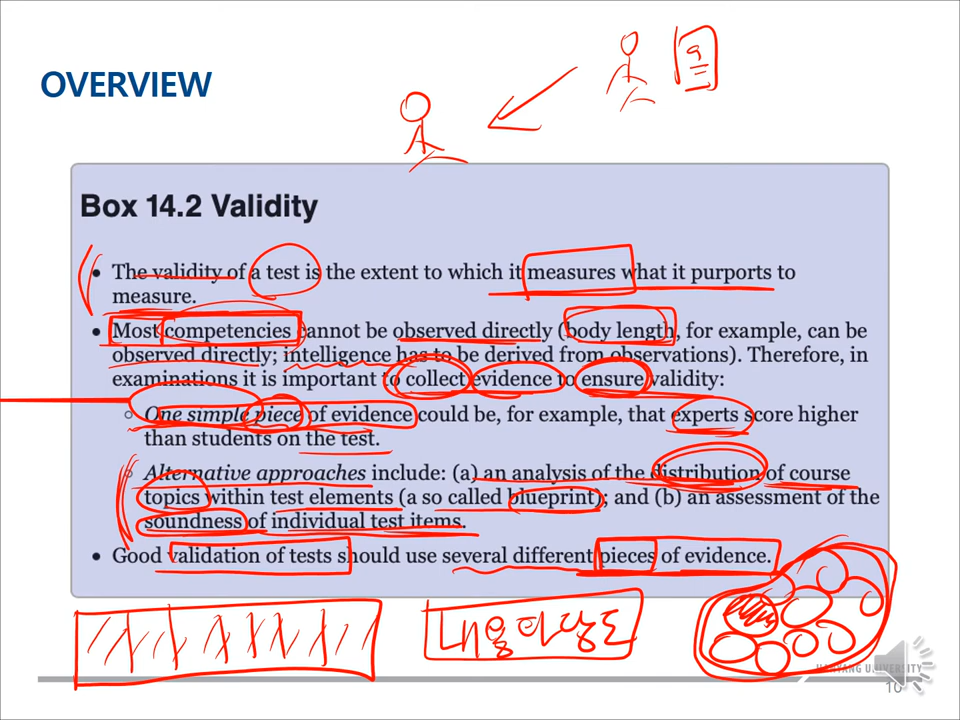 OVERVIEW
Box 14.2 Validity
• The validity of a test is the extent to which it measures what it purports to
measure.
• Most competencies cannot be observed directly (body length, for example, can be
observed directly; intelligence has to be derived from observations). Therefore, in
examinations it is important to collect evidence to ensure validity:
○ One simple piece of evidence could be, for example, that experts score higher
than students on the test.
○ Alternative approaches include: (a) an analysis of the distribution of course
topics within test elements (a so called blueprint); and (b) an assessment of the
soundness of individual test items.
• Good validation of tests should use several different pieces of evidence.
내용타당도
HANYANG UNIVERSITY
16